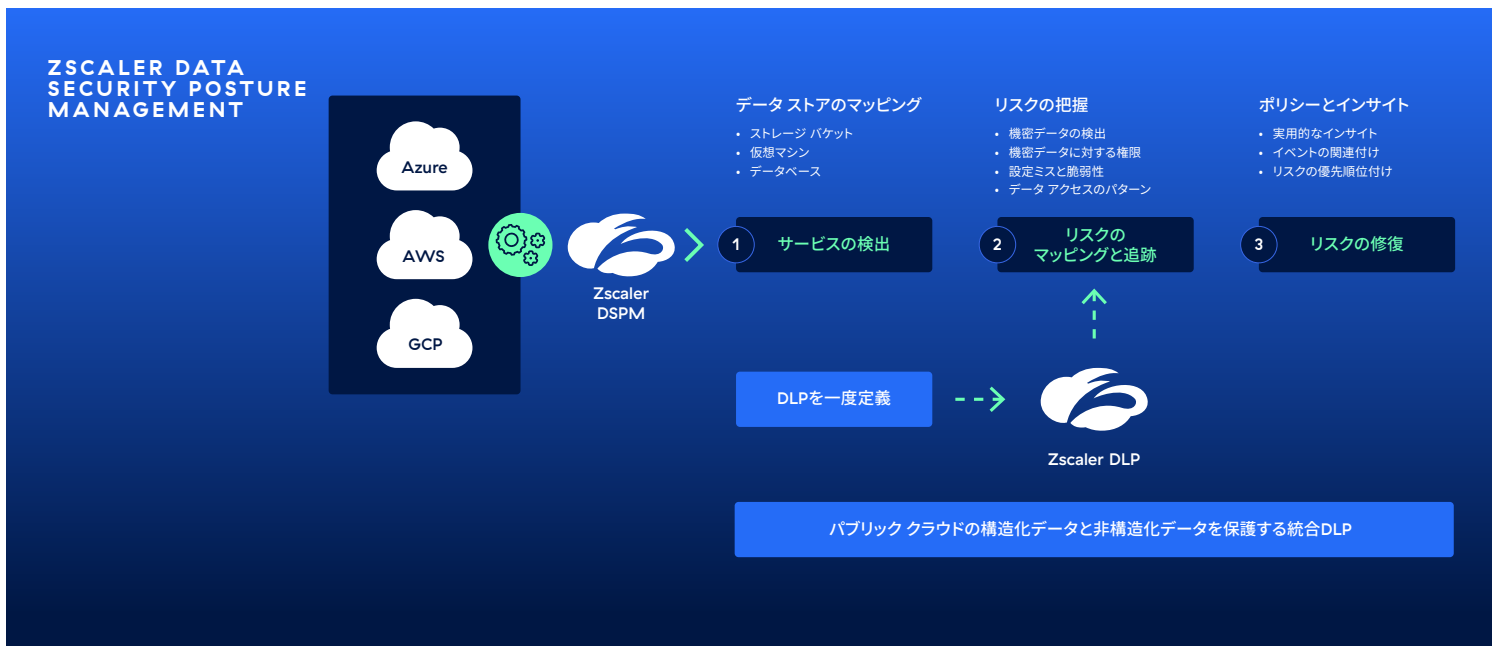 ZSCALER DATA
SECURITY POSTURE
MANAGEMENT
Azure
AWS
GCP
Zscaler
DSPM
データ ストアのマッピング
• ストレージ バケット
• 仮想マシン
• データベース
1 サービスの検出
リスクの把握
• 機密データの検出
• 機密データに対する権限
• 設定ミスと脆弱性
• データ アクセスのパターン
2 リスクの
マッピングと追跡
ポリシーとインサイト
• 実用的なインサイト
• イベントの関連付け
• リスクの優先順位付け
3 リスクの修復
DLPを一度定義
Zscaler DLP
パブリック クラウドの構造化データと非構造化データを保護する統合DLP